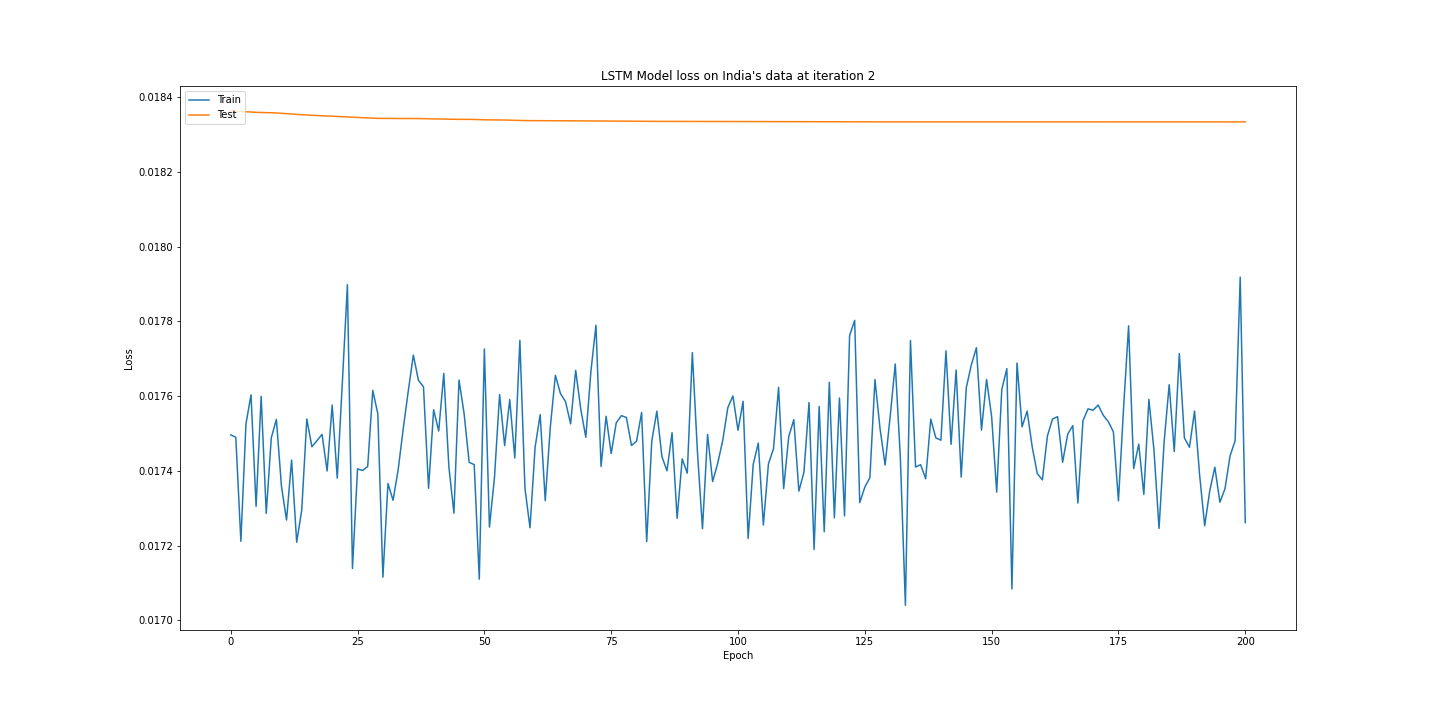 LSTM Model loss on India's data at iteration 2
Train
Test
0.0184
0.0182
0.0180
0.0178
0.0176
0.0174
0.0172
0.0170
Loss
0 25 50 75 100 125 150 175 200
Epoch